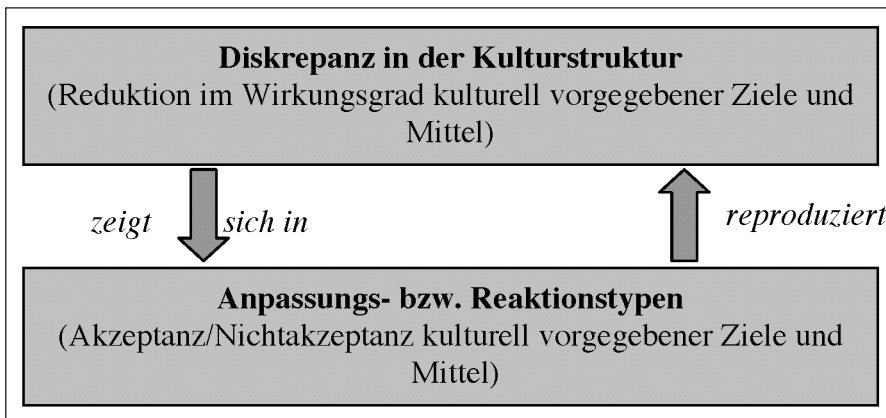 Diskrepanz in der Kulturstruktur
(Reduktion im Wirkungsgrad kulturell vorgegebener Ziele und
Mittel)
zeigt sich in
reproduziert
Anpassungs- bzw. Reaktionstypen
(Akzeptanz/Nichtakzeptanz kulturell vorgegebener Ziele und
Mittel)